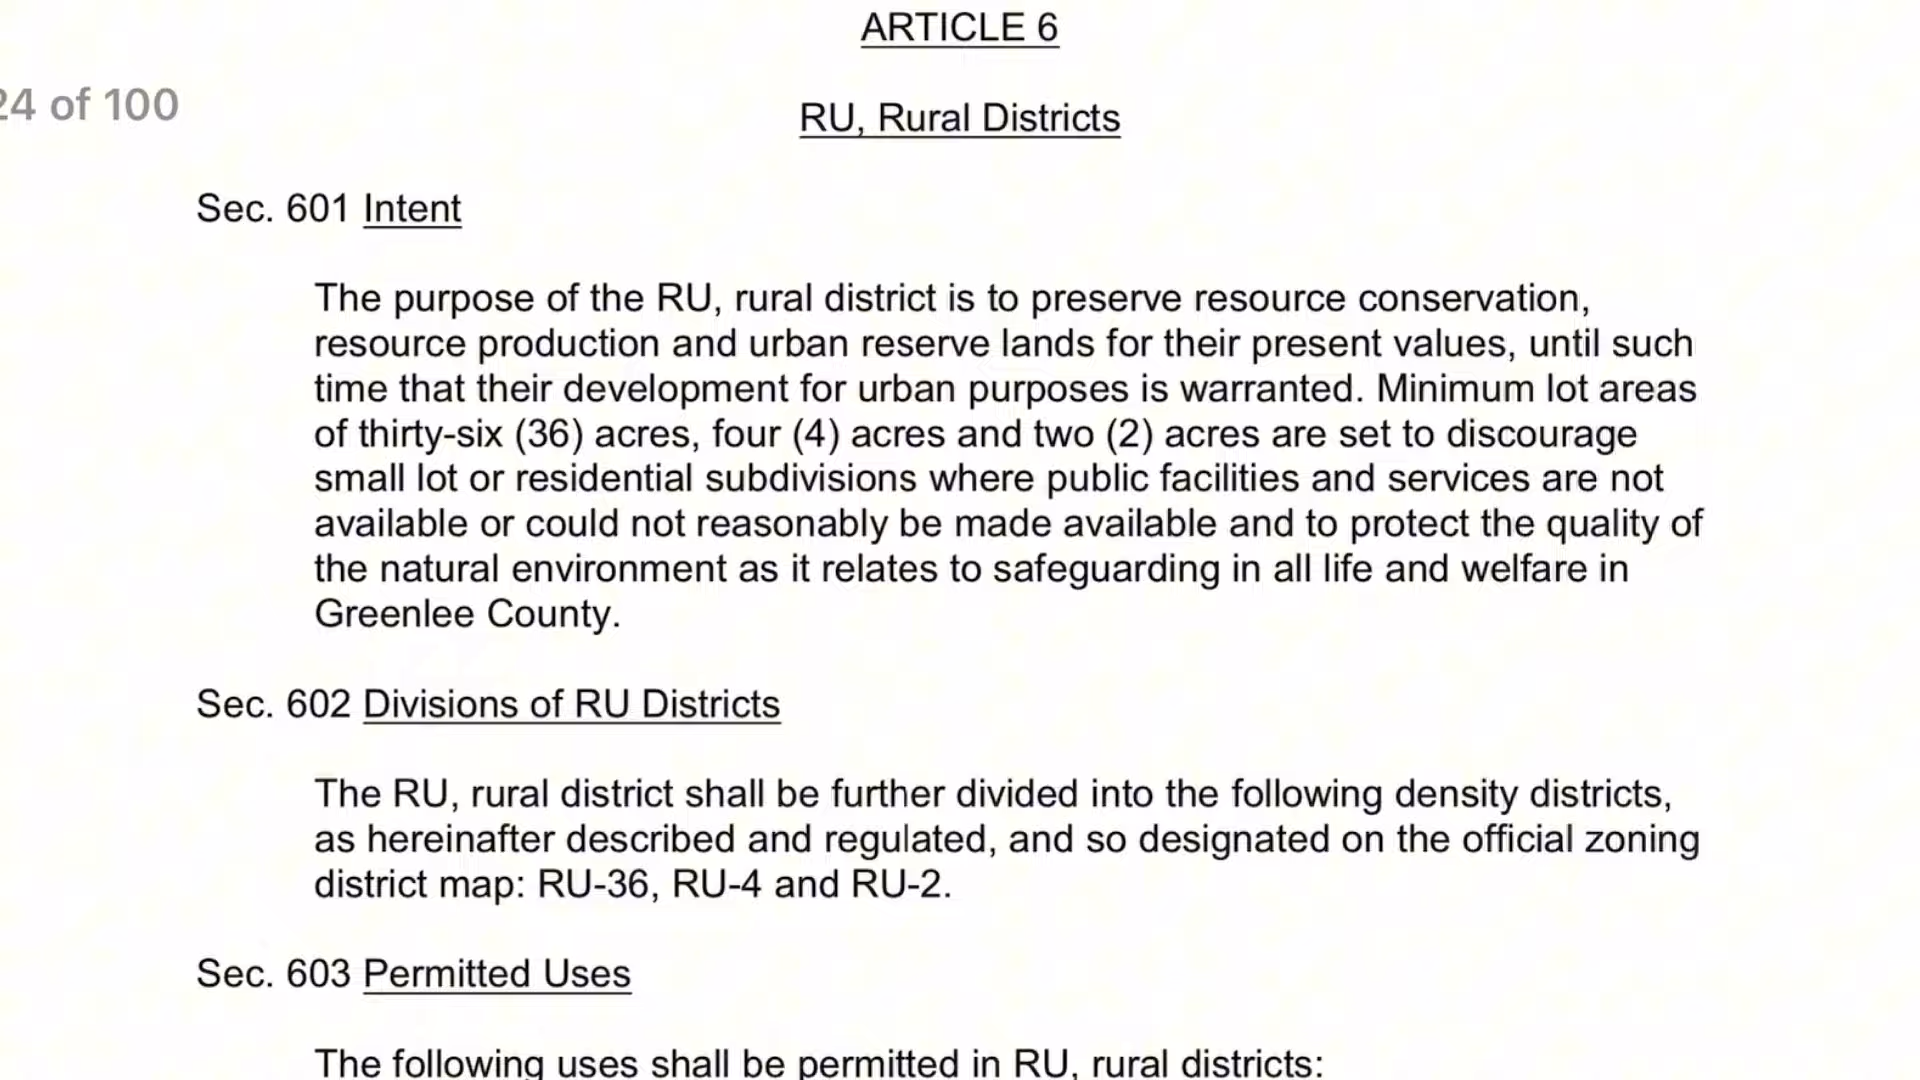 ARTICLE 6
24 of 100
RU, Rural Districts
Sec. 601 Intent
The purpose of the RU, rural district is to preserve resource conservation,
resource production and urban reserve lands for their present values, until such
time that their development for urban purposes is warranted. Minimum lot areas
of thirty-six (36) acres, four (4) acres and two (2) acres are set to discourage
small lot or residential subdivisions where public facilities and services are not
available or could not reasonably be made available and to protect the quality of
the natural environment as it relates to safeguarding in all life and welfare in
Greenlee County.
Sec. 602 Divisions of RU Districts
The RU, rural district shall be further divided into the following density districts,
as hereinafter described and regulated, and so designated on the official zoning
district map: RU-36, RU-4 and RU-2.
Sec. 603 Permitted Uses
The following uses shall be permitted in RU, rural districts: